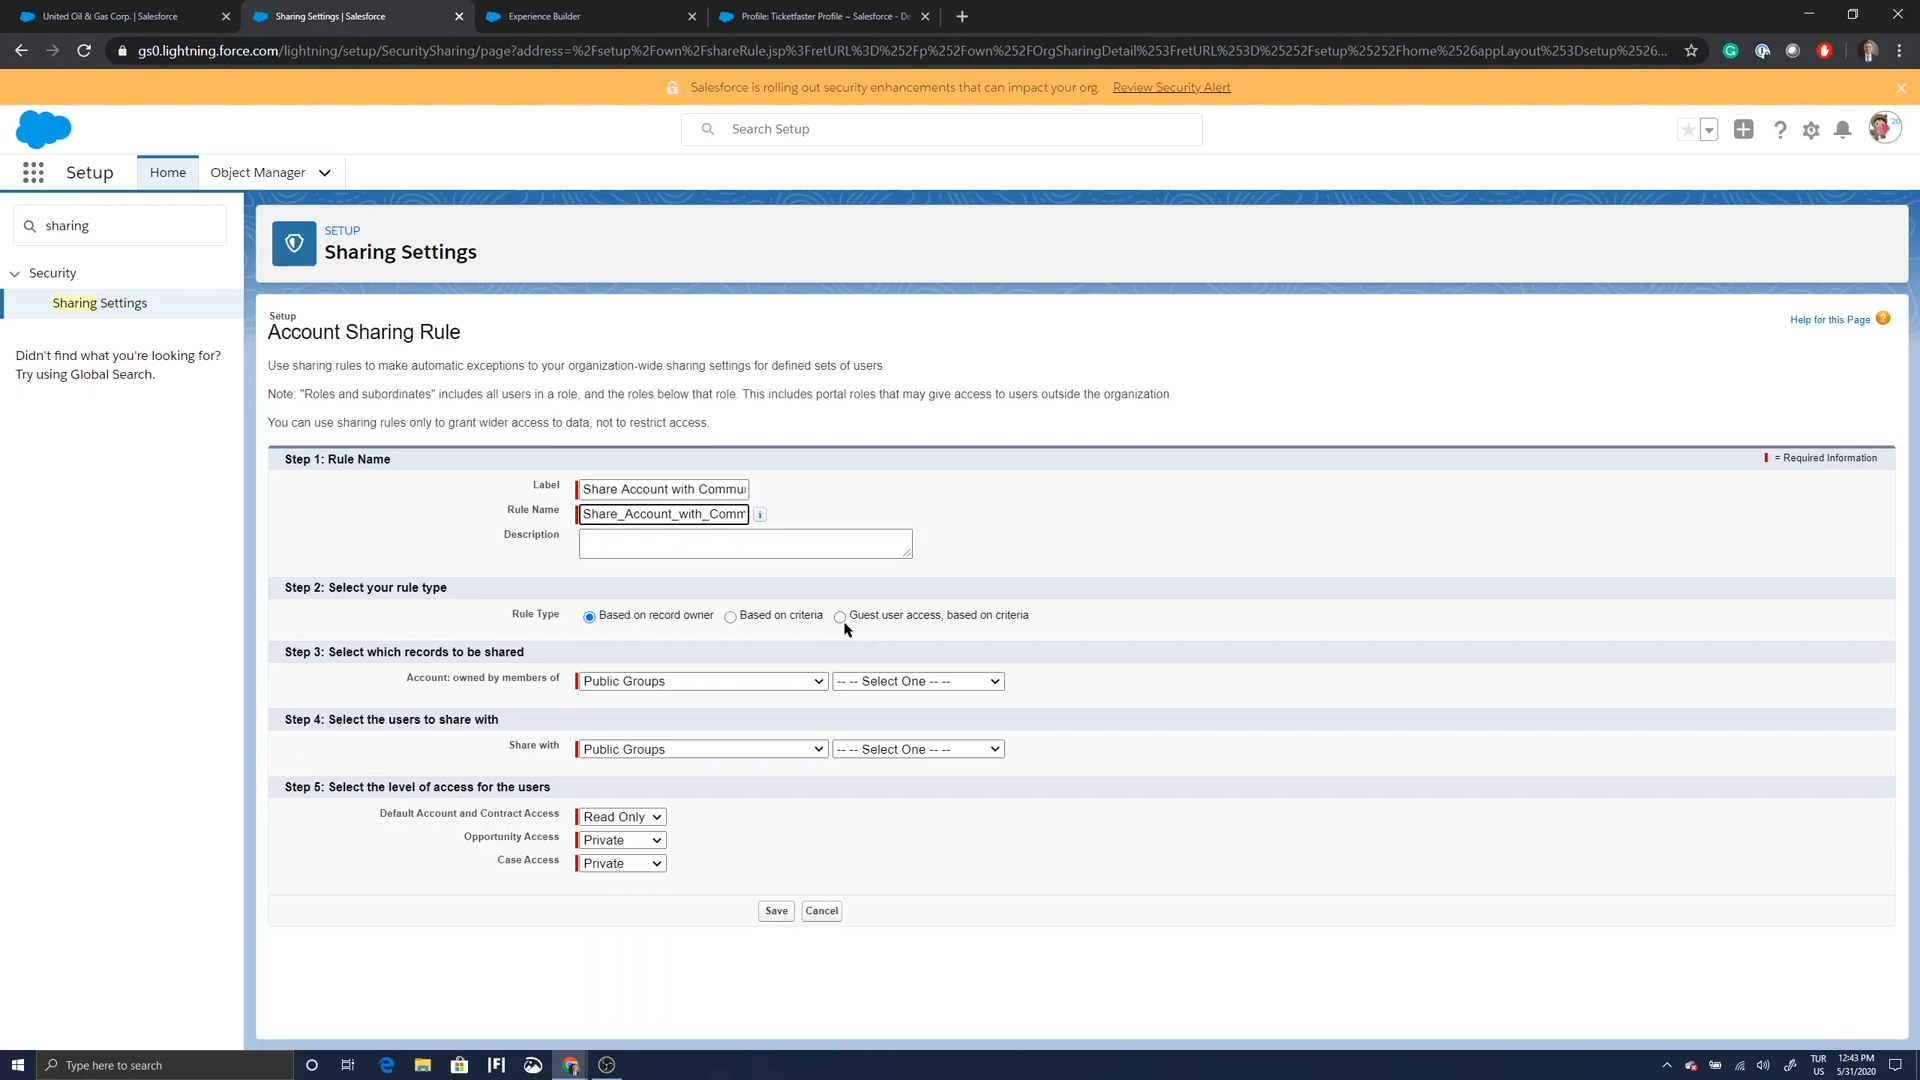 United Oil & Gas Corp. | Salesforce
Sharing Settings | Salesforce
Experience Builder
Profile: Ticketfaster Profile ~ Salesforce - De
gs0.lightning.force.com/lightning/setup/SecuritySharing/page?address=%2Fsetup%2Fown%2FshareRule.jsp%3FretURL%3D%252Fp%252Fown%252FOrgSharingDetail%253FretURL%253D%25252Fsetup%25252Fhome%2526appLayout%253Dsetup%2526...
Salesforce is rolling out security enhancements that can impact your org. Review Security Alert
Search Setup
20
Setup
Home
Object Manager
sharing
Security
Sharing Settings
Didn't find what you're looking for?
Try using Global Search.
SETUP
Sharing Settings
Setup
Account Sharing Rule
Help for this Page ?
Use sharing rules to make automatic exceptions to your organization-wide sharing settings for defined sets of users.
Note: "Roles and subordinates" includes all users in a role, and the roles below that role. This includes portal roles that may give access to users outside the organization.
You can use sharing rules only to grant wider access to data, not to restrict access.
Step 1: Rule Name
= Required Information
Label
Share Account with Commu
Rule Name
Share_Account_with_Comm
i
Description
Step 2: Select your rule type
Rule Type
Based on record owner
Based on criteria
Guest user access, based on criteria
Step 3: Select which records to be shared
Account: owned by members of
Public Groups
-- -- Select One -- --
Step 4: Select the users to share with
Share with
Public Groups
-- -- Select One -- --
Step 5: Select the level of access for the users
Default Account and Contract Access
Read Only
Opportunity Access
Private
Case Access
Private
Save
Cancel
Type here to search
|F|
TUR
US
12:43 PM
5/31/2020